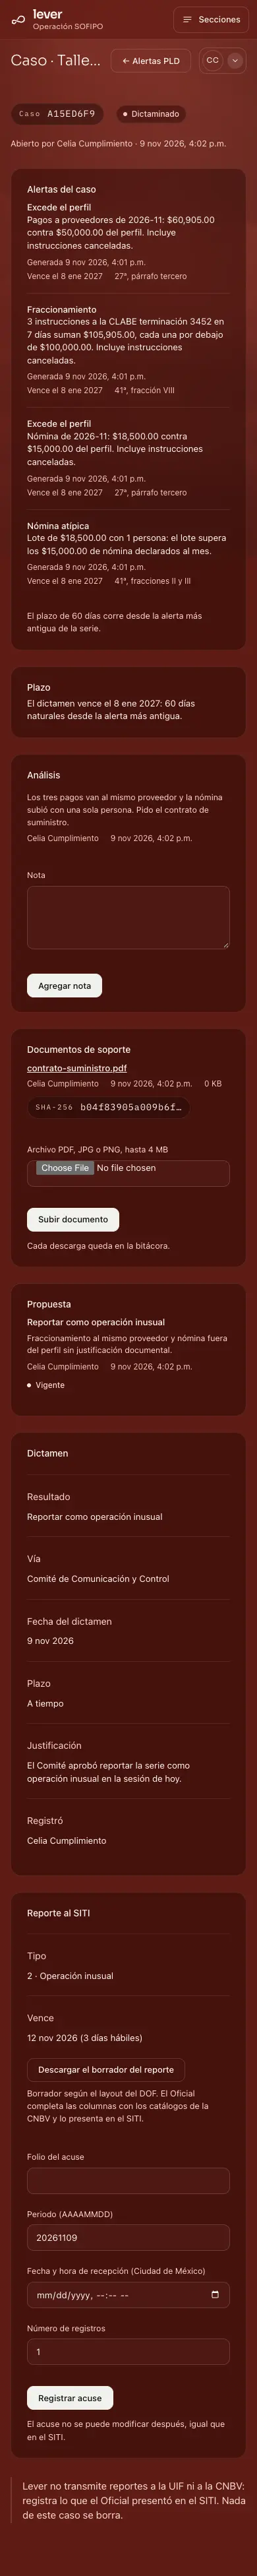 lever
Operación SOFIPO
Secciones
Caso · Talle...
← Alertas PLD
CC
Caso A15ED6F9
Dictaminado
Abierto por Celia Cumplimiento · 9 nov 2026, 4:02 p.m.
Alertas del caso
Excede el perfil
Pagos a proveedores de 2026-11: $60,905.00
contra $50,000.00 del perfil. Incluye
instrucciones canceladas.
Generada 9 nov 2026, 4:01 p.m.
Vence el 8 ene 2027 27ª, párrafo tercero
Fraccionamiento
3 instrucciones a la CLABE terminación 3452 en
7 días suman $105,905.00, cada una por debajo
de $100,000.00. Incluye instrucciones
canceladas.
Generada 9 nov 2026, 4:01 p.m.
Vence el 8 ene 2027 41ª, fracción VIII
Excede el perfil
Nómina de 2026-11: $18,500.00 contra
$15,000.00 del perfil. Incluye instrucciones
canceladas.
Generada 9 nov 2026, 4:01 p.m.
Vence el 8 ene 2027 27ª, párrafo tercero
Nómina atípica
Lote de $18,500.00 con 1 persona: el lote supera
los $15,000.00 de nómina declarados al mes.
Generada 9 nov 2026, 4:01 p.m.
Vence el 8 ene 2027 41ª, fracciones II y III
El plazo de 60 días corre desde la alerta más
antigua de la serie.
Plazo
El dictamen vence el 8 ene 2027: 60 días
naturales desde la alerta más antigua.
Análisis
Los tres pagos van al mismo proveedor y la nómina
subió con una sola persona. Pido el contrato de
suministro.
Celia Cumplimiento 9 nov 2026, 4:02 p.m.
Nota
Agregar nota
Documentos de soporte
contrato-suministro.pdf
Celia Cumplimiento 9 nov 2026, 4:02 p.m. 0 KB
SHA-256 b04f83905a009b6f…
Archivo PDF, JPG o PNG, hasta 4 MB
Choose File No file chosen
Subir documento
Cada descarga queda en la bitácora.
Propuesta
Reportar como operación inusual
Fraccionamiento al mismo proveedor y nómina fuera
del perfil sin justificación documental.
Celia Cumplimiento 9 nov 2026, 4:02 p.m.
Vigente
Dictamen
Resultado
Reportar como operación inusual
Vía
Comité de Comunicación y Control
Fecha del dictamen
9 nov 2026
Plazo
A tiempo
Justificación
El Comité aprobó reportar la serie como
operación inusual en la sesión de hoy.
Registró
Celia Cumplimiento
Reporte al SITI
Tipo
2 · Operación inusual
Vence
12 nov 2026 (3 días hábiles)
Descargar el borrador del reporte
Borrador según el layout del DOF. El Oficial
completa las columnas con los catálogos de la
CNBV y lo presenta en el SITI.
Folio del acuse
Periodo (AAAAMMDD)
20261109
Fecha y hora de recepción (Ciudad de México)
mm/dd/yyyy, --:-- --
Número de registros
1
Registrar acuse
El acuse no se puede modificar después, igual que
en el SITI.
Lever no transmite reportes a la UIF ni a la CNBV:
registra lo que el Oficial presentó en el SITI. Nada
de este caso se borra.